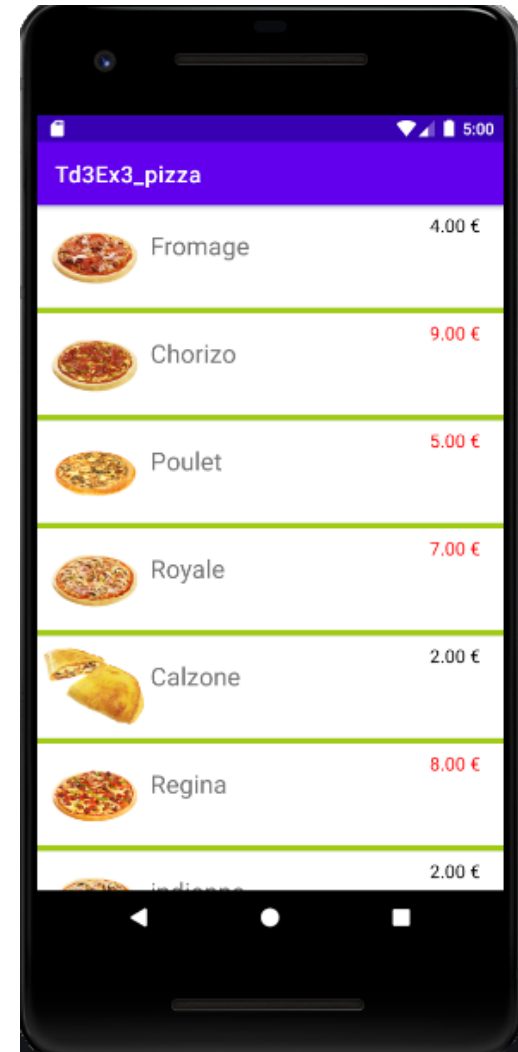 5:00
Td3Ex3_pizza
Fromage 4.00 €
Chorizo 9.00 €
Poulet 5.00 €
Royale 7.00 €
Calzone 2.00 €
Regina 8.00 €
2.00 €